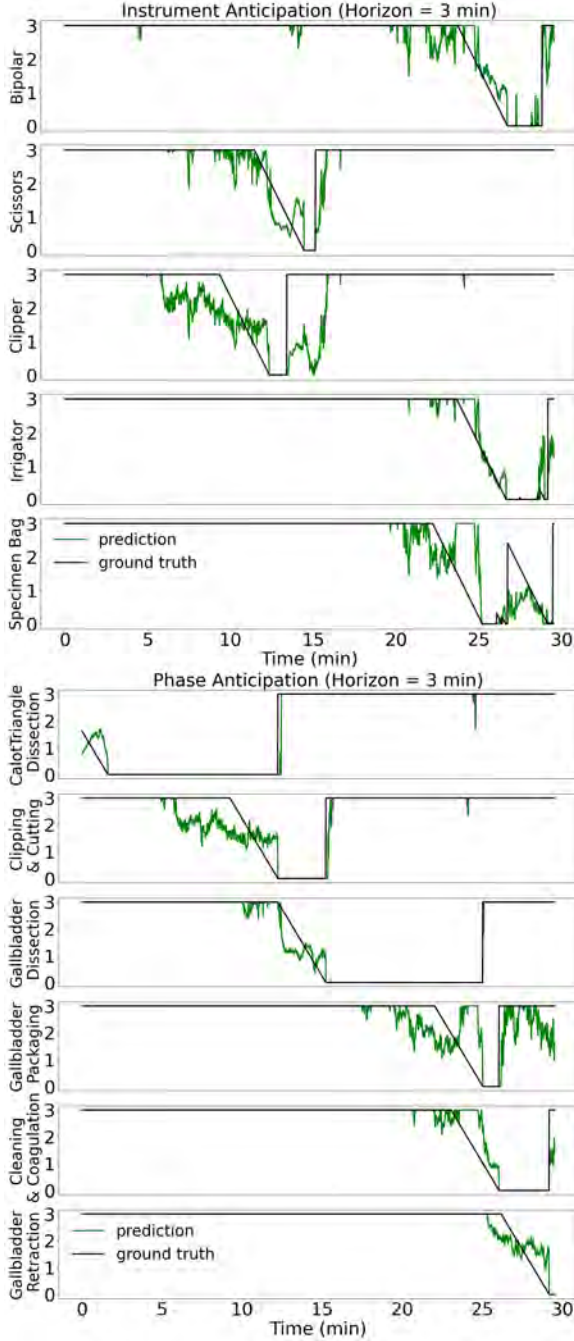 Instrument Anticipation (Horizon = 3 min)
Bipolar
3
2
1
0
Scissors
3
2
1
0
Clipper
3
2
1
0
Irrigator
3
2
1
0
Specimen Bag
3
2
1
0
prediction
ground truth
0 5 10 15 20 25 30
Time (min)
Phase Anticipation (Horizon = 3 min)
CalotTriangle
Dissection
3
2
1
0
Clipping
& Cutting
3
2
1
0
Gallbladder
Dissection
3
2
1
0
Gallbladder
Packaging
3
2
1
0
Cleaning
& Coagulation
3
2
1
0
Gallbladder
Retraction
3
2
1
0
prediction
ground truth
0 5 10 15 20 25 30
Time (min)